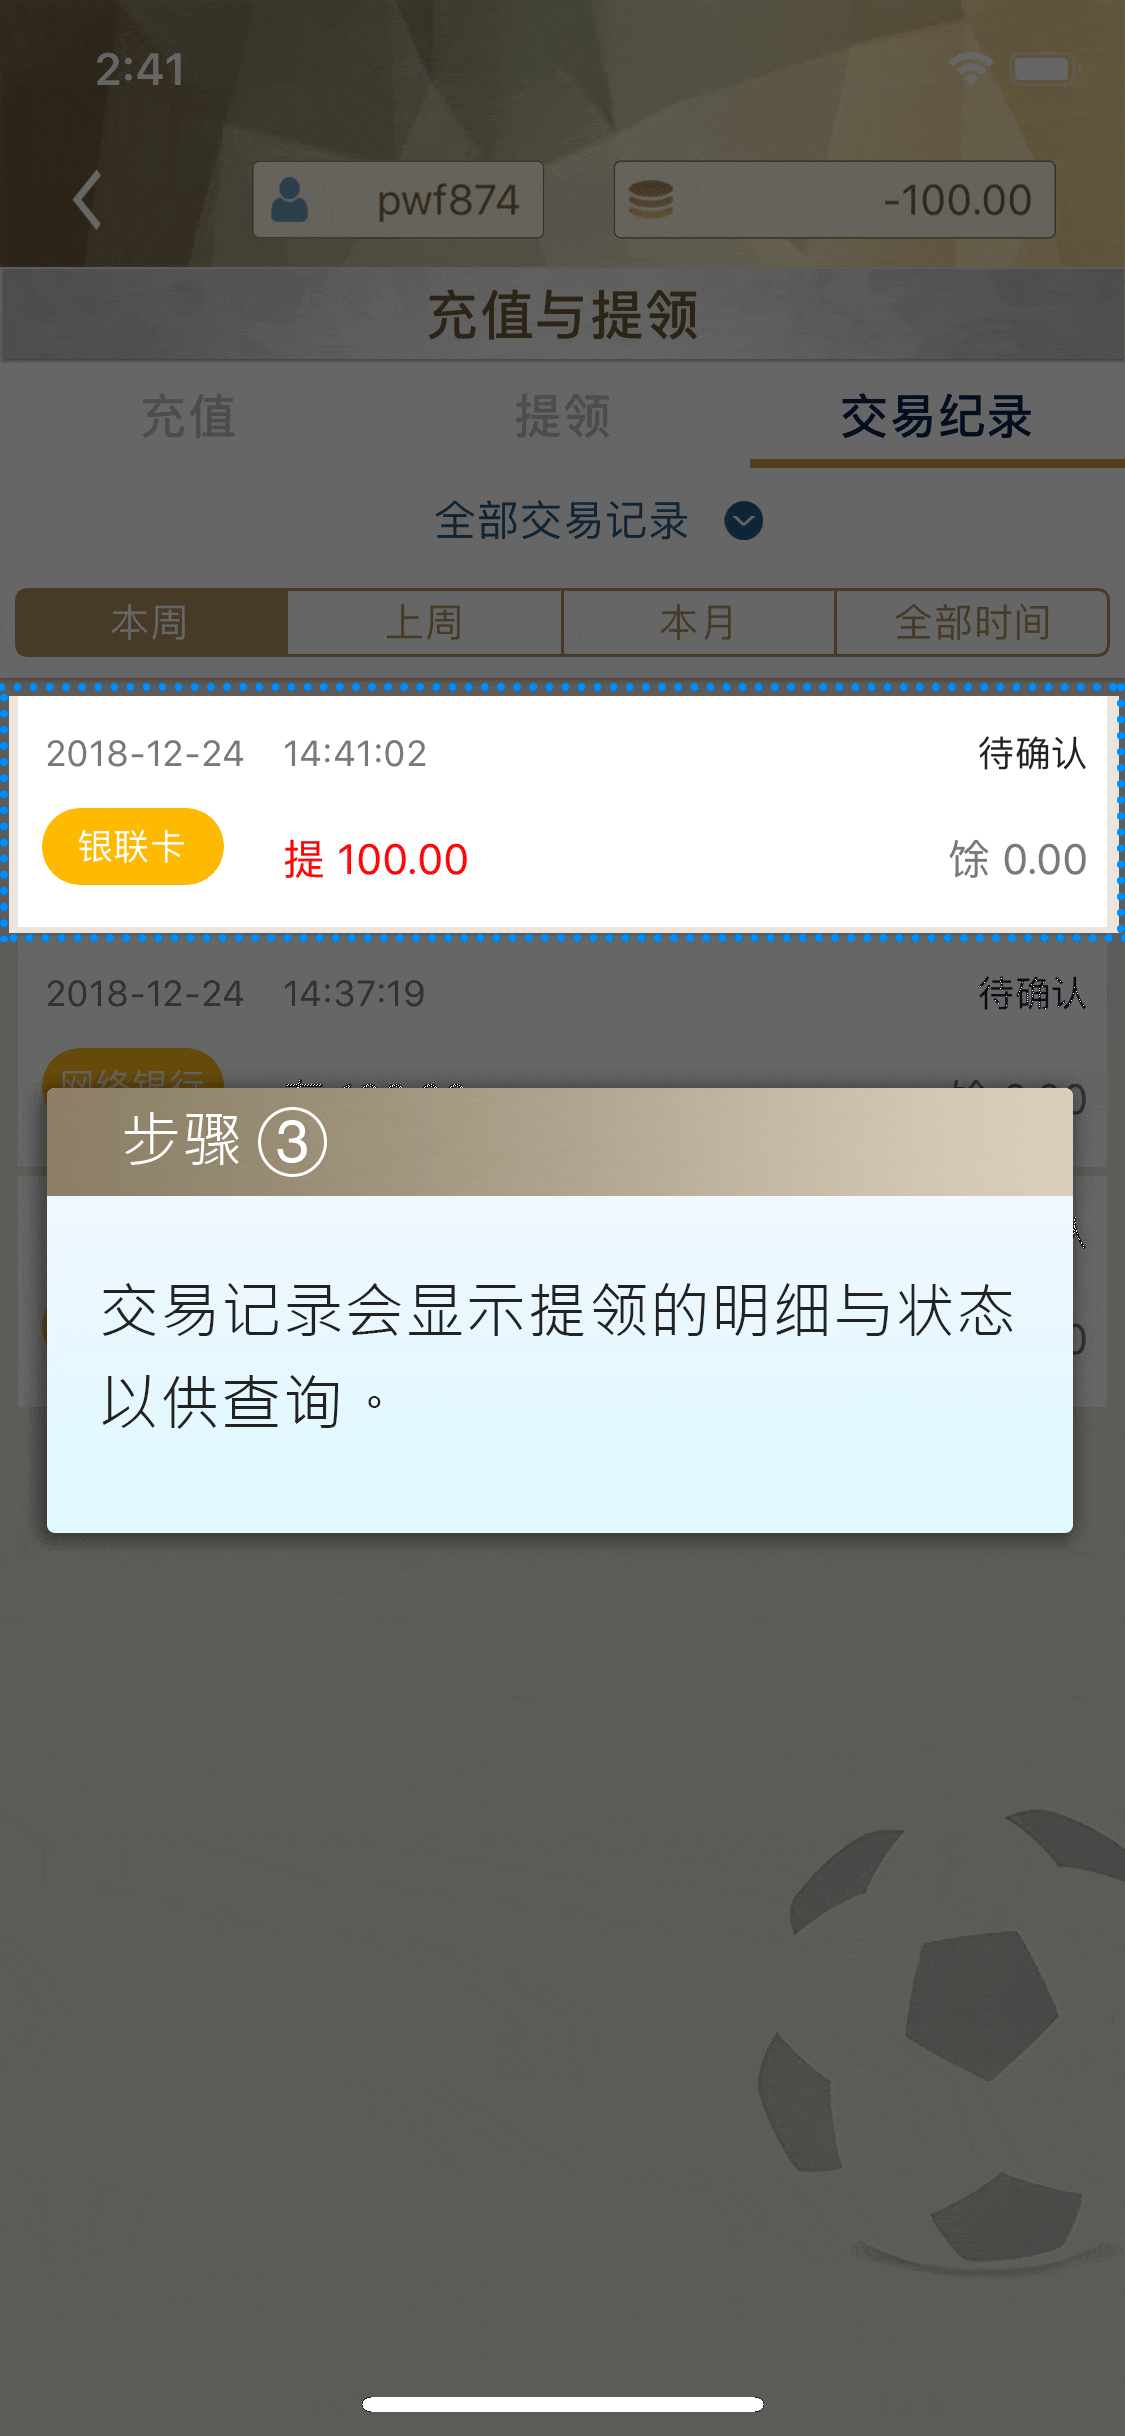 2:41
pwf874
-100.00
充值与提领
充值 提领 交易纪录
全部交易记录
本周 上周 本月 全部时间
2018-12-24 14:41:02 待确认
银联卡 提 100.00 馀 0.00
2018-12-24 14:37:19 待确认
网络银行
步骤 ③
交易记录会显示提领的明细与状态
以供查询。